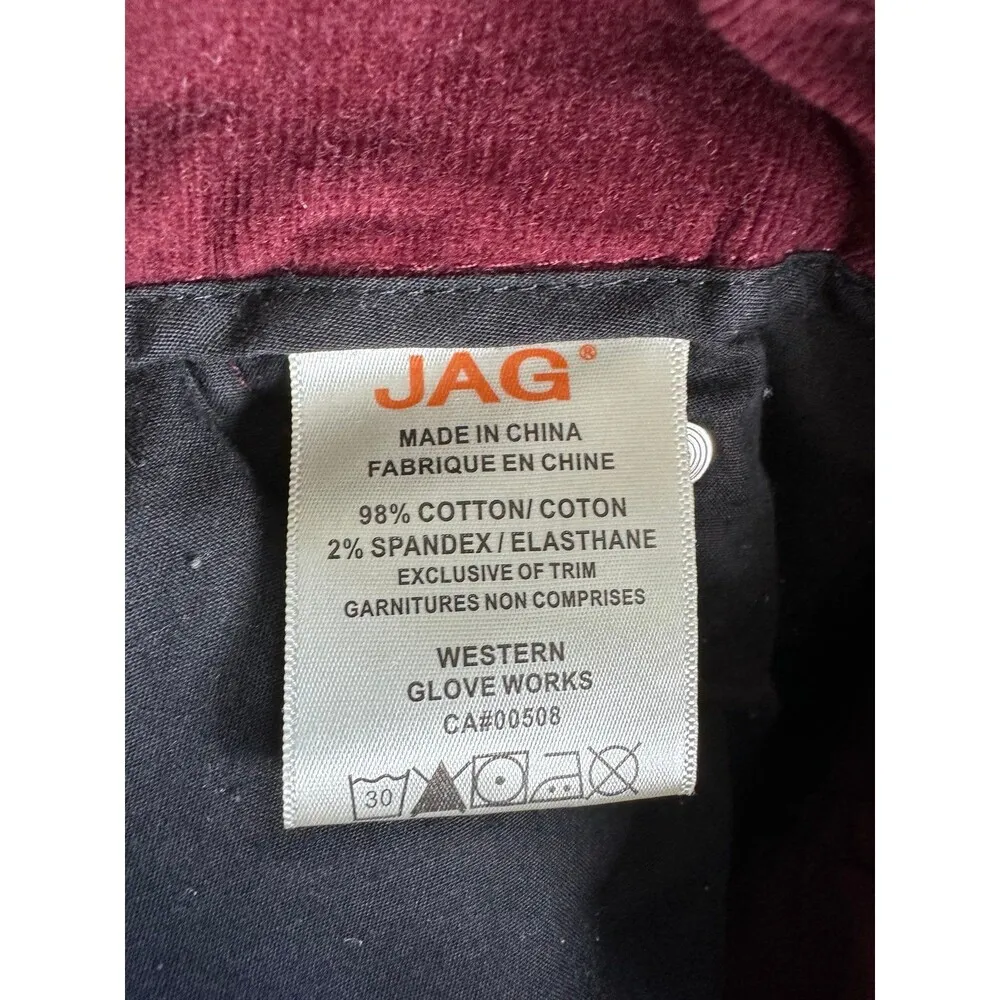 JAG®
MADE IN CHINA
FABRIQUE EN CHINE
98% COTTON/ COTON
2% SPANDEX / ELASTHANE
EXCLUSIVE OF TRIM
GARNITURES NON COMPRISES
WESTERN
GLOVE WORKS
CA#00508
30